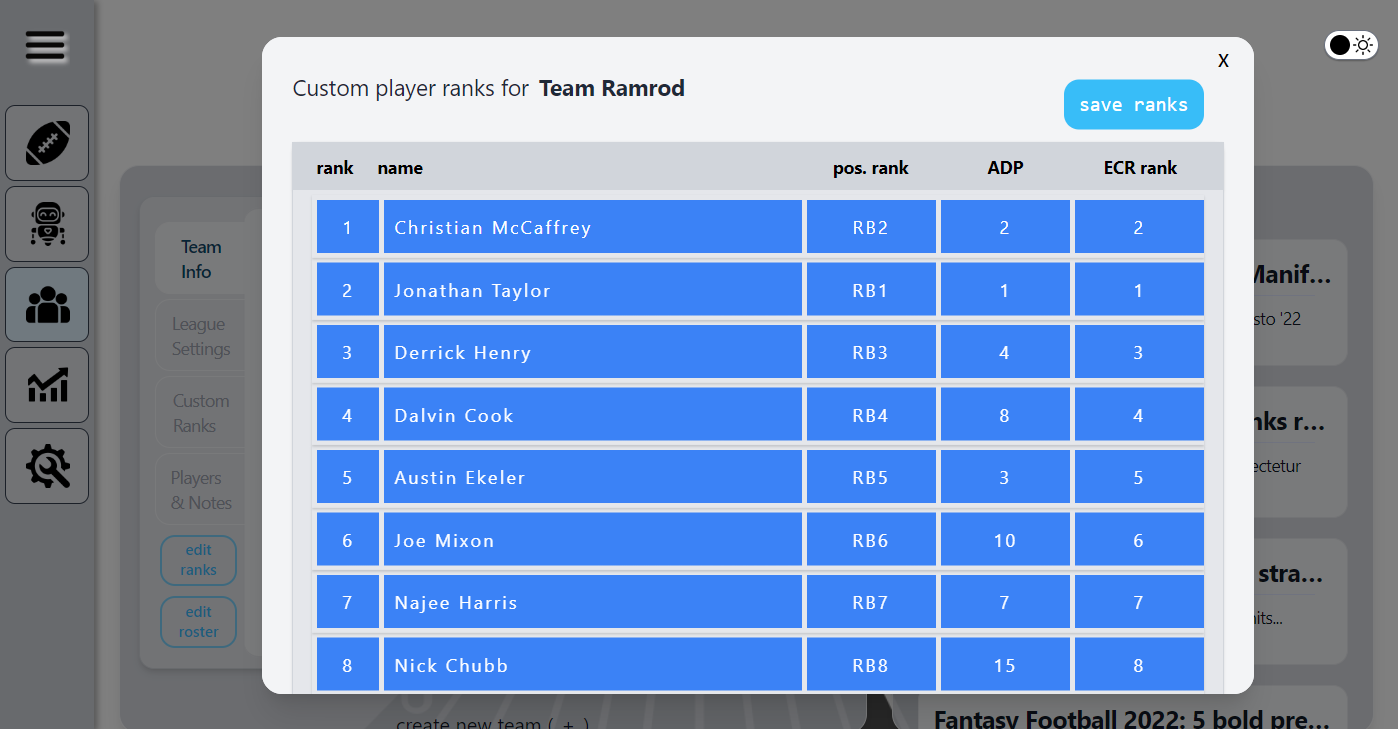 X
Custom player ranks for Team Ramrod
save ranks
rank name pos. rank ADP ECR rank
1 Christian McCaffrey RB2 2 2
2 Jonathan Taylor RB1 1 1
3 Derrick Henry RB3 4 3
4 Dalvin Cook RB4 8 4
5 Austin Ekeler RB5 3 5
6 Joe Mixon RB6 10 6
7 Najee Harris RB7 7 7
8 Nick Chubb RB8 15 8
Team
Info
League
Settings
Custom
Ranks
Players
& Notes
edit
ranks
edit
roster
create new team ( + )
Manif...
sto '22
nks r...
ectetur
stra...
its...
Fantasy Football 2022: 5 bold pre...